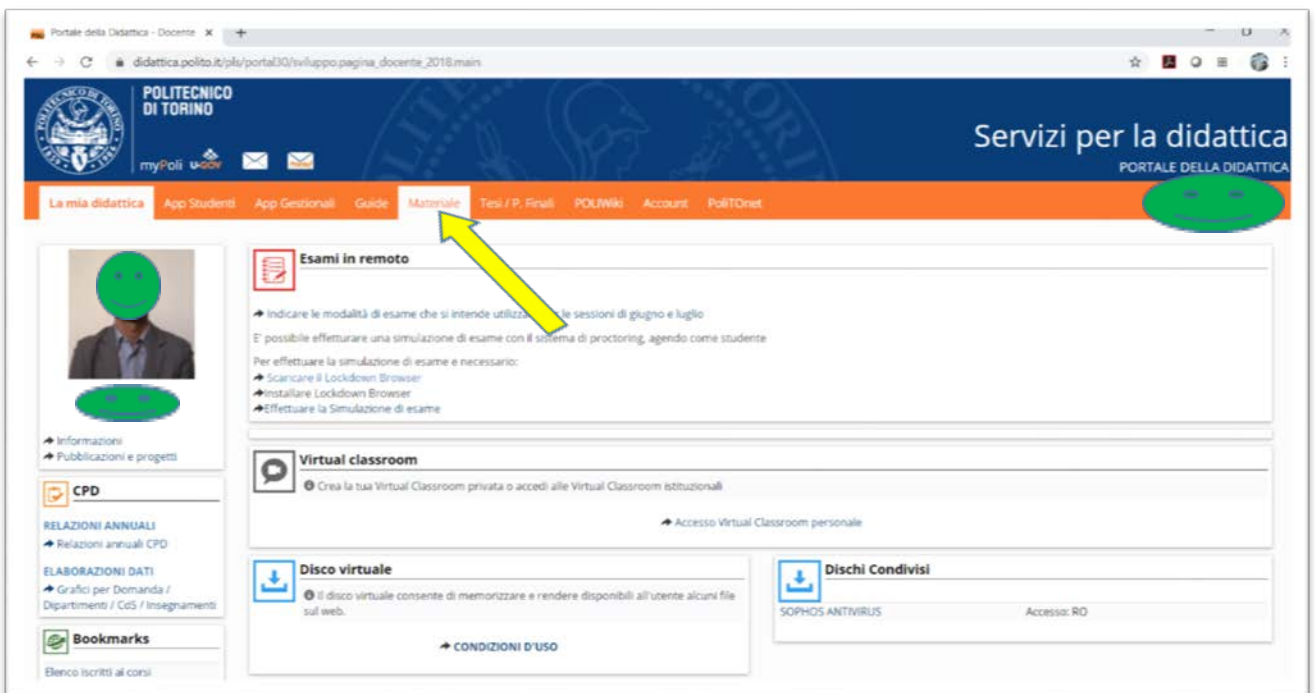 Portale della Didattica - Docente
didattica.polito.it/pls/portal30/sviluppo.pagina_docente_2018.main
POLITECNICO
DI TORINO
myPoli u-gov
Servizi per la didattica
PORTALE DELLA DIDATTICA
La mia didattica App Studenti App Gestionali Guide Materiale Tesi / P. Finali POLIWiki Account PoliTOnet
Esami in remoto
Indicare le modalità di esame che si intende le sessioni di giugno e luglio
E' possibile effetturare una simulazione di esame con il sistema di proctoring, agendo come studente
Per effettuare la simulazione di esame e necessario:
Scaricare il Lockdown Browser
Installare Lockdown Browser
Effettuare la Simulazione di esame
Informazioni
Pubblicazioni e progetti
CPD
RELAZIONI ANNUALI
Relazioni annuali CPD
ELABORAZIONI DATI
Grafici per Domanda /
Dipartimenti / CdS / Insegnamenti
Bookmarks
Elenco iscritti ai corsi
Virtual classroom
Crea la tua Virtual Classroom privata o accedi alle Virtual Classroom istituzionali
Accesso Virtual Classroom personale
Disco virtuale
Il disco virtuale consente di memorizzare e rendere disponibili all'utente alcuni file
sul web.
CONDIZIONI D'USO
Dischi Condivisi
SOPHOS ANTIVIRUS Accesso: RO